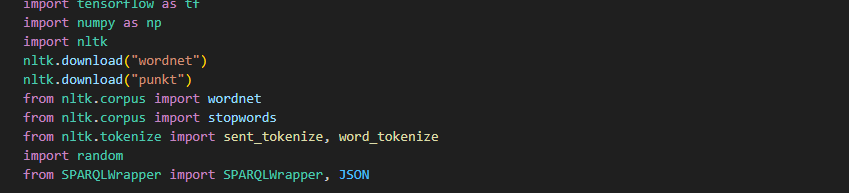 import tensorflow as tf
import numpy as np
import nltk
nltk.download("wordnet")
nltk.download("punkt")
from nltk.corpus import wordnet
from nltk.corpus import stopwords
from nltk.tokenize import sent_tokenize, word_tokenize
import random
from SPARQLWrapper import SPARQLWrapper, JSON